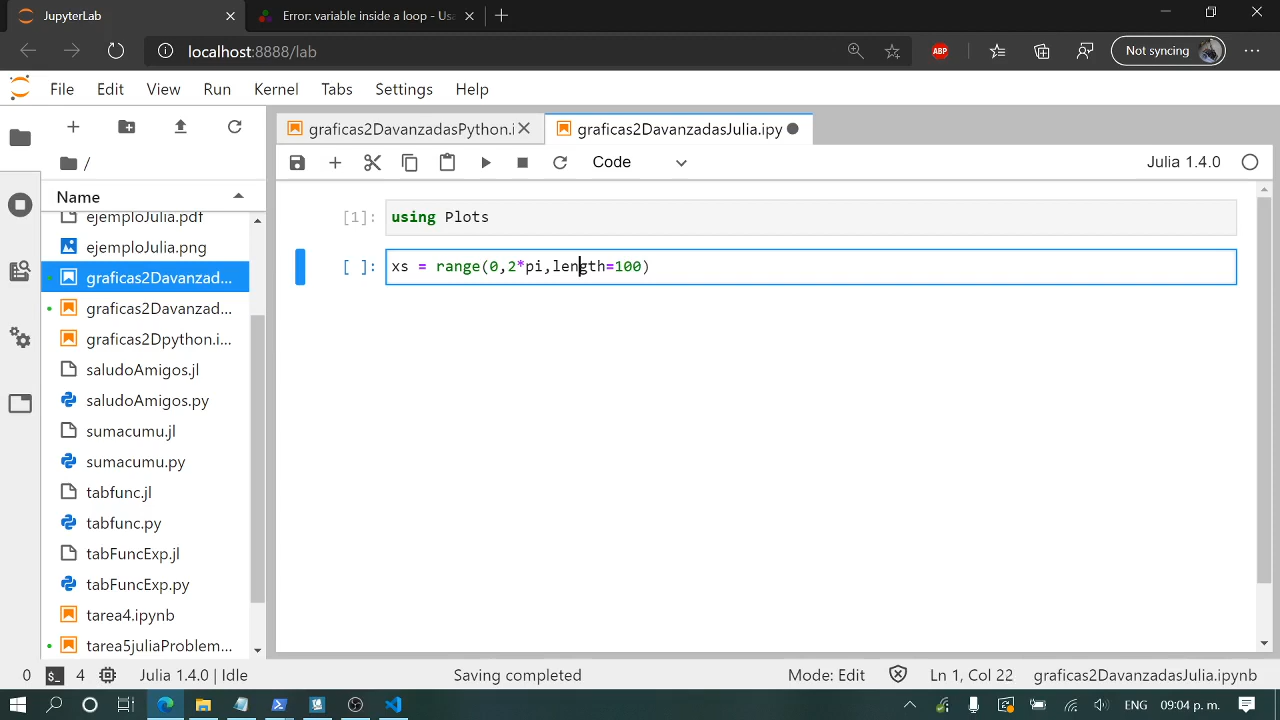 JupyterLab
Error: variable inside a loop - Usa
localhost:8888/lab
ABP
Not syncing
File Edit View Run Kernel Tabs Settings Help
graficas2DavanzadasPython.i
graficas2DavanzadasJulia.ipy
/
Code
Julia 1.4.0
Name
ejemploJulia.pdf
ejemploJulia.png
graficas2Davanzad...
graficas2Davanzad...
graficas2Dpython.i...
saludoAmigos.jl
saludoAmigos.py
sumacumu.jl
sumacumu.py
tabfunc.jl
tabfunc.py
tabFuncExp.jl
tabFuncExp.py
tarea4.ipynb
tarea5juliaProblem...
[1]: using Plots
[ ]: xs = range(0,2*pi,length=100)
0 $_ 4 Julia 1.4.0 | Idle Saving completed Mode: Edit Ln 1, Col 22 graficas2DavanzadasJulia.ipynb
ENG 09:04 p. m.